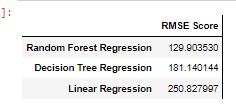 ]:
RMSE Score
Random Forest Regression 129.903530
Decision Tree Regression 181.140144
Linear Regression 250.827997